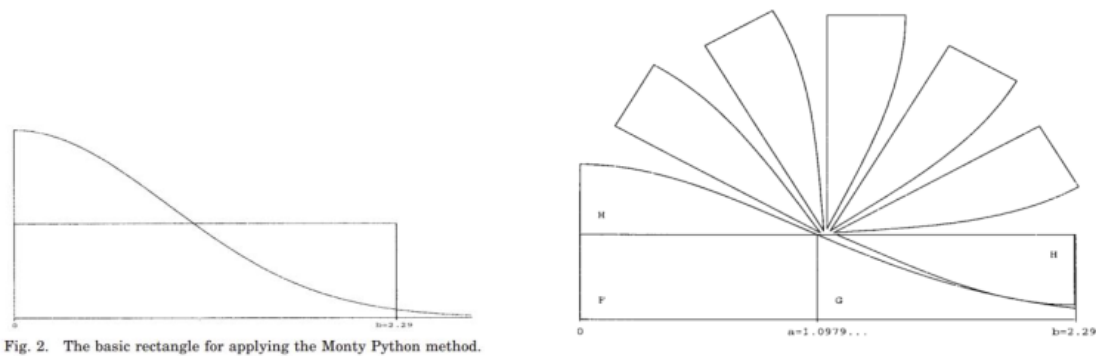 0
b=2.29
Fig. 2. The basic rectangle for applying the Monty Python method.
H
H
F
G
0
a=1.0979...
b=2.29